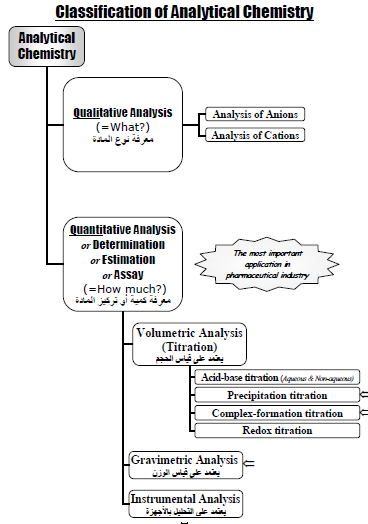 Classification of Analytical Chemistry
Analytical
Chemistry
Qualitative Analysis
(=What?)
معرفة نوع المادة
Analysis of Anions
Analysis of Cations
Quantitative Analysis
or Determination
or Estimation
or Assay
(=How much?)
معرفة كمية أو تركيز المادة
The most important
application in
pharmaceutical industry
Volumetric Analysis
(Titration)
يعتمد على قياس الحجم
Acid-base titration (Aqueous & Non-aqueous)
Precipitation titration ⇐
Complex-formation titration ⇐
Redox titration
Gravimetric Analysis ⇐
يعتمد على قياس الوزن
Instrumental Analysis
يعتمد على التحليل بالأجهزة